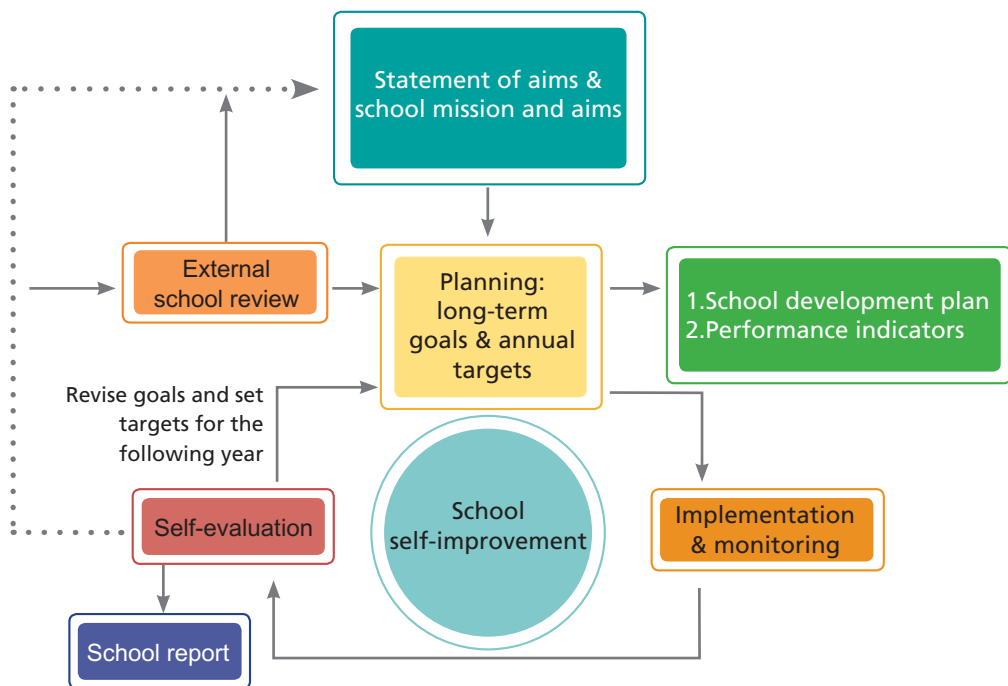 Statement of aims &
school mission and aims
External
school review
Planning:
long-term
goals & annual
targets
1.School development plan
2.Performance indicators
Revise goals and set
targets for the
following year
Self-evaluation
School
self-improvement
Implementation
& monitoring
School report